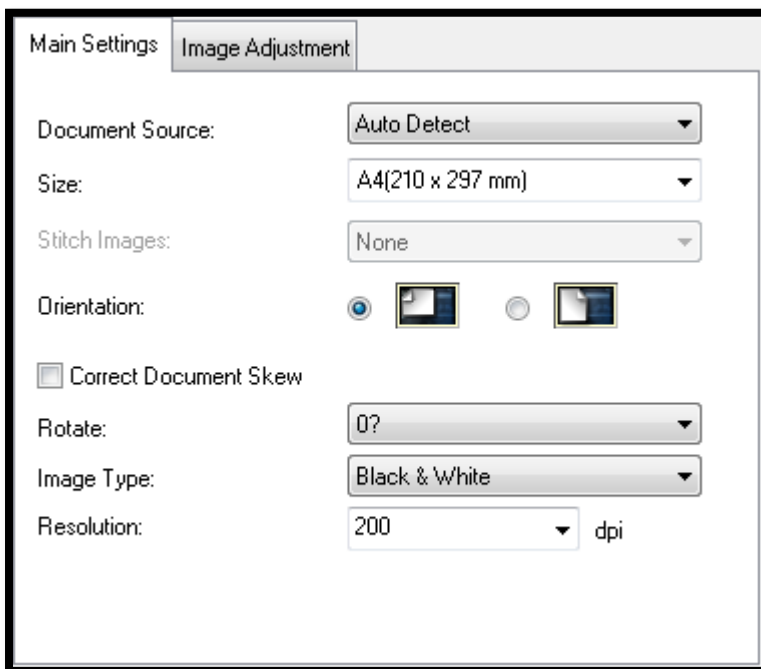 Main Settings Image Adjustment
Document Source: Auto Detect
Size: A4(210 x 297 mm)
Stitch Images: None
Orientation:
Correct Document Skew
Rotate: 0?
Image Type: Black & White
Resolution: 200 dpi